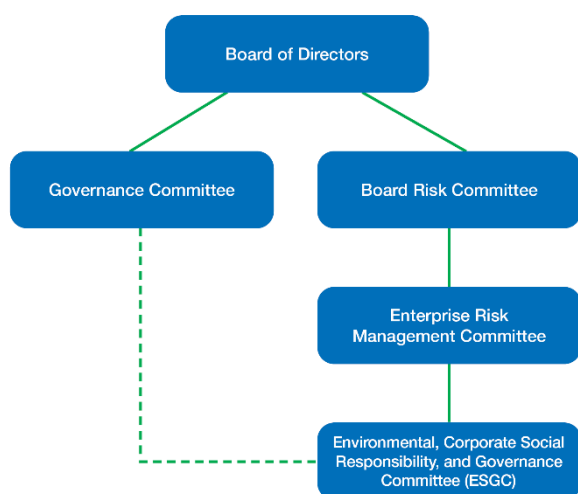 Board of Directors
Governance Committee
Board Risk Committee
Enterprise Risk
Management Committee
Environmental, Corporate Social
Responsibility, and Governance
Committee (ESGC)